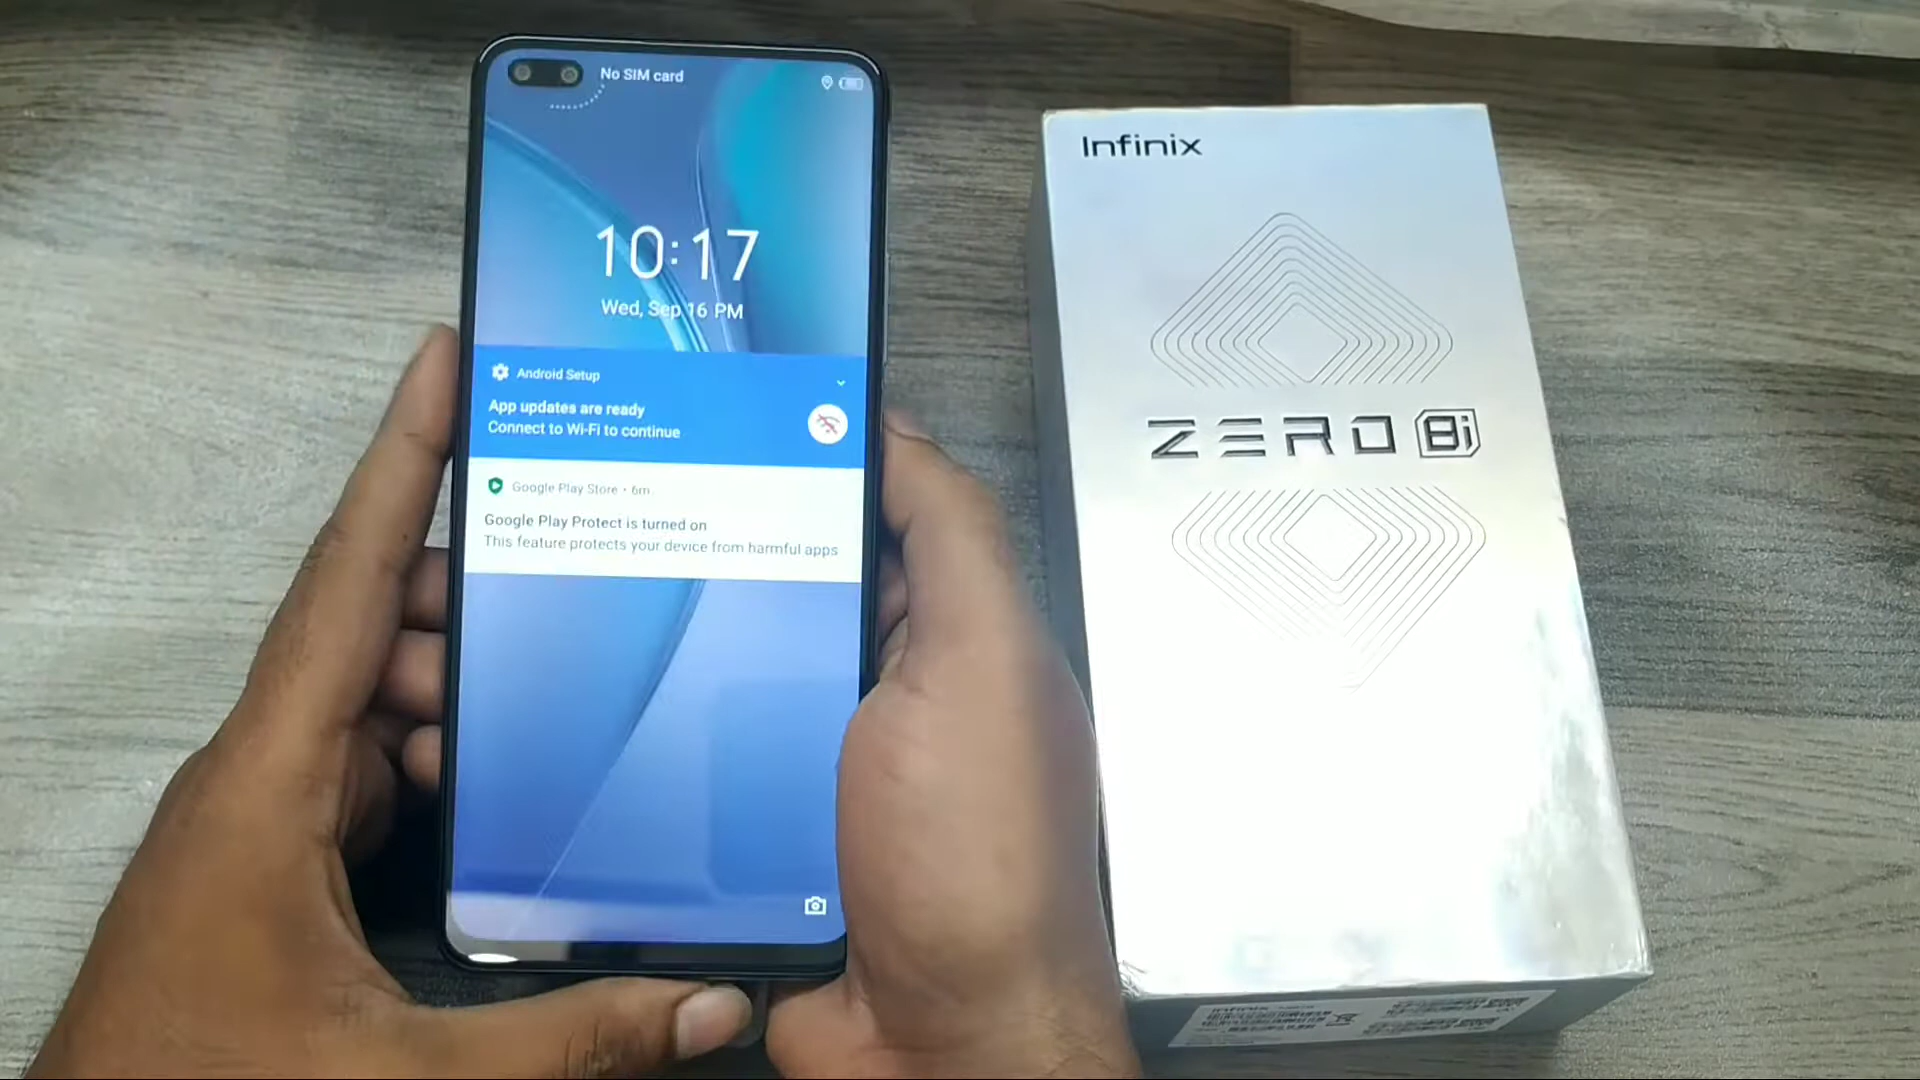 No SIM card
10:17
Wed, Sep 16 PM
Android Setup
App updates are ready
Connect to Wi-Fi to continue
Google Play Store • 6m
Google Play Protect is turned on
This feature protects your device from harmful apps
Infinix
ZERO 8i